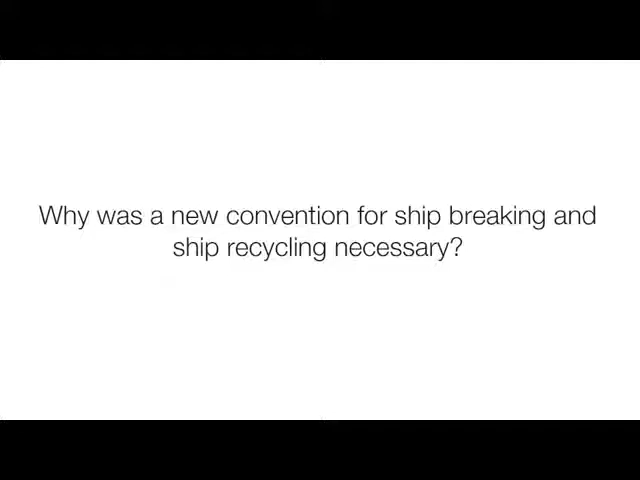 Why was a new convention for ship breaking and
ship recycling necessary?